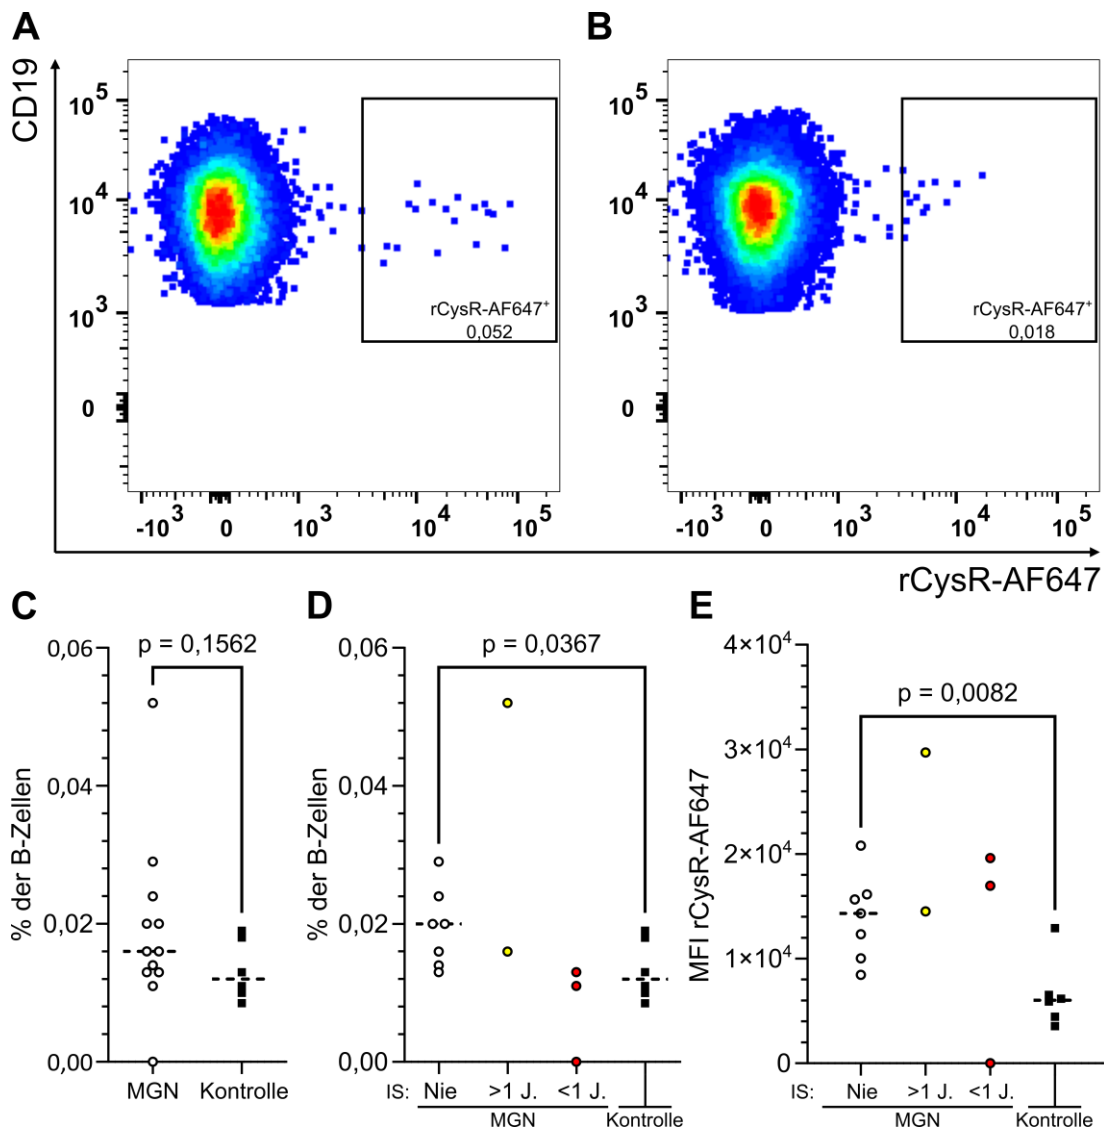 A
B
CD19
10^5
10^4
10^3
0
rCysR-AF647+
0,052
-10^3 0 10^3 10^4 10^5
10^5
10^4
10^3
0
rCysR-AF647+
0,018
-10^3 0 10^3 10^4 10^5
rCysR-AF647
C
% der B-Zellen
0,06
0,04
0,02
0,00
p = 0,1562
MGN Kontrolle
D
% der B-Zellen
0,06
0,04
0,02
0,00
p = 0,0367
IS: Nie >1 J. <1 J.
MGN Kontrolle
E
MFI rCysR-AF647
4×10^4
3×10^4
2×10^4
1×10^4
0
p = 0,0082
IS: Nie >1 J. <1 J.
MGN Kontrolle